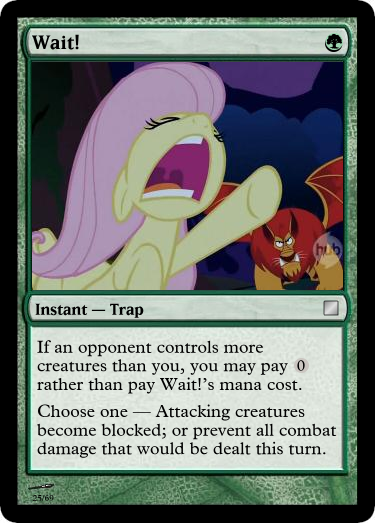 Wait!
hub
Instant — Trap
If an opponent controls more
creatures than you, you may pay 0
rather than pay Wait!'s mana cost.
Choose one — Attacking creatures
become blocked; or prevent all combat
damage that would be dealt this turn.
25/69